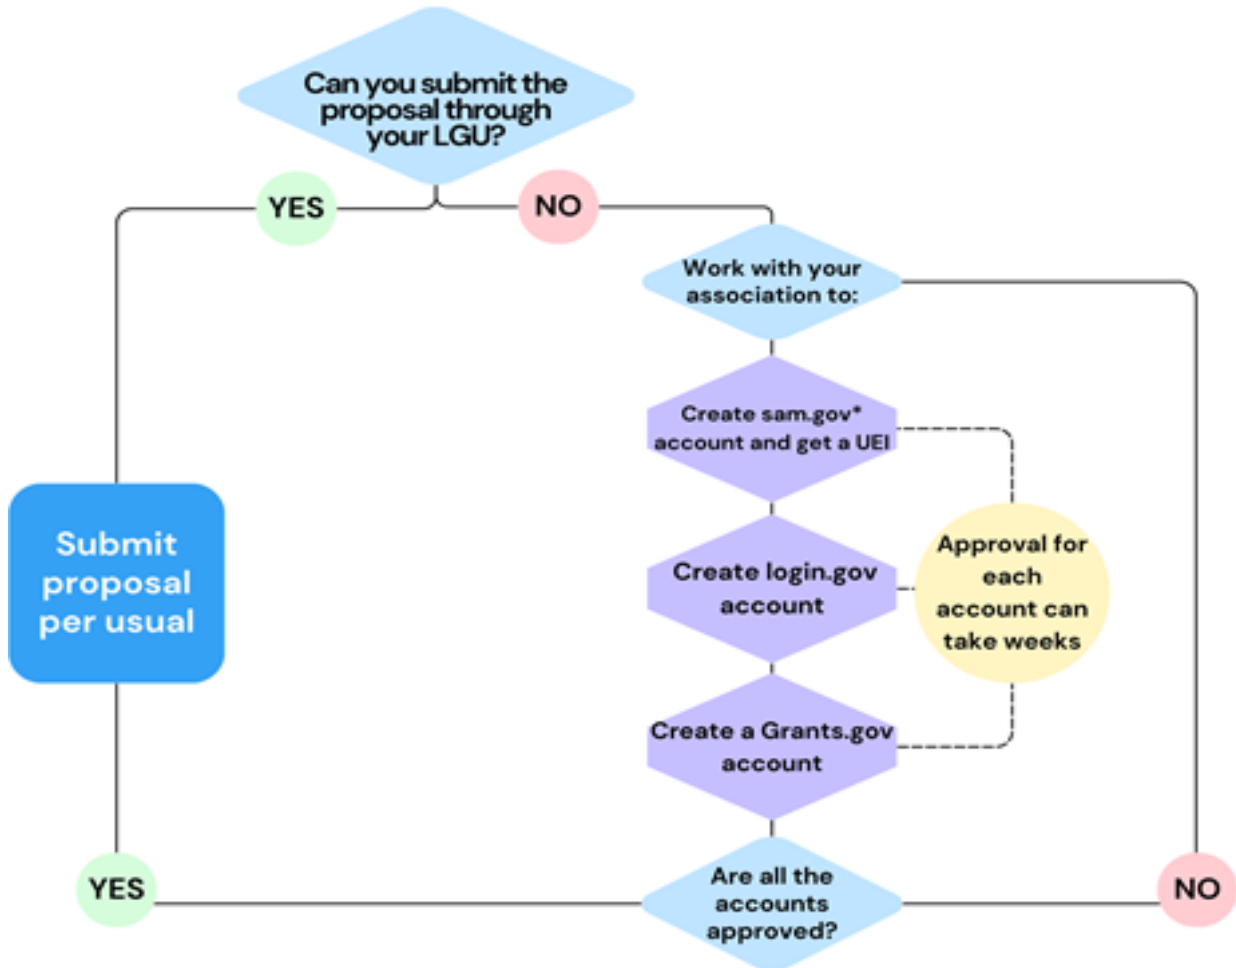 Can you submit the
proposal through
your LGU?
YES
NO
Work with your
association to:
Create sam.gov*
account and get a UEI
Create login.gov
account
Approval for
each
account can
take weeks
Submit
proposal
per usual
Create a Grants.gov
account
Are all the
accounts
approved?
YES
NO